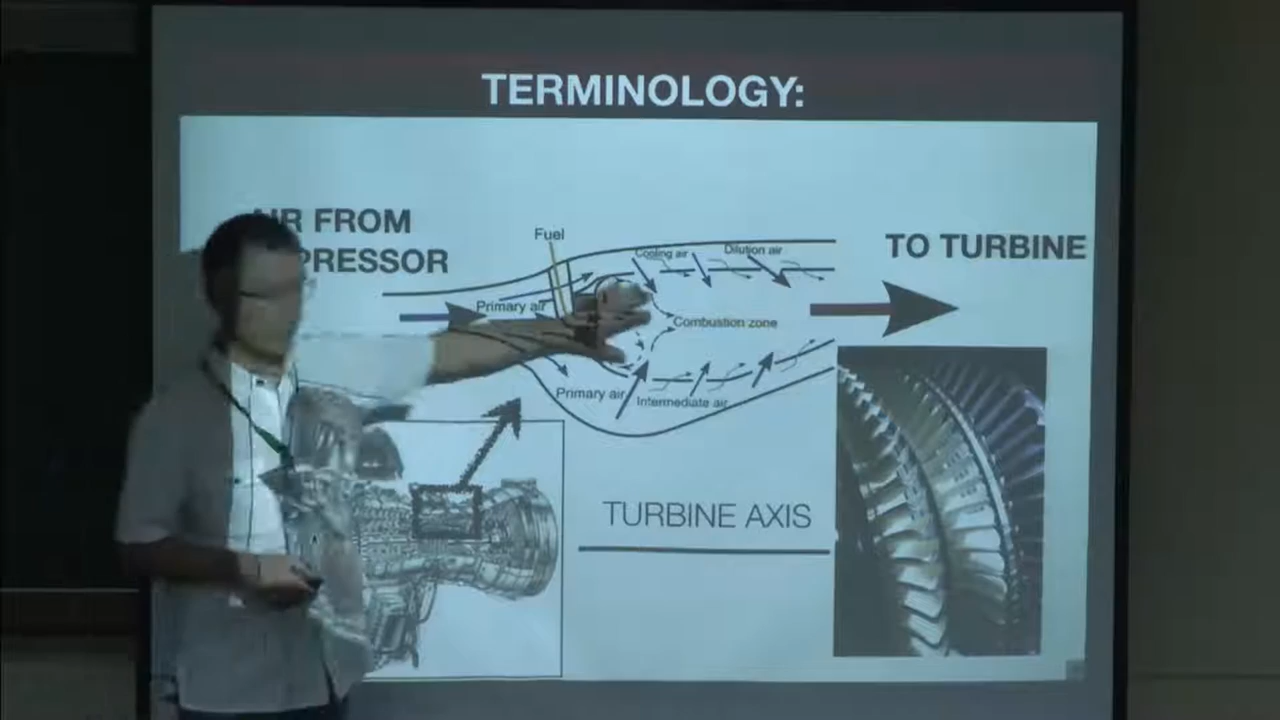 TERMINOLOGY:
AIR FROM
PRESSOR
Fuel
Cooling air
Dilution air
TO TURBINE
Primary air
Combustion zone
Primary air
Intermediate air
TURBINE AXIS